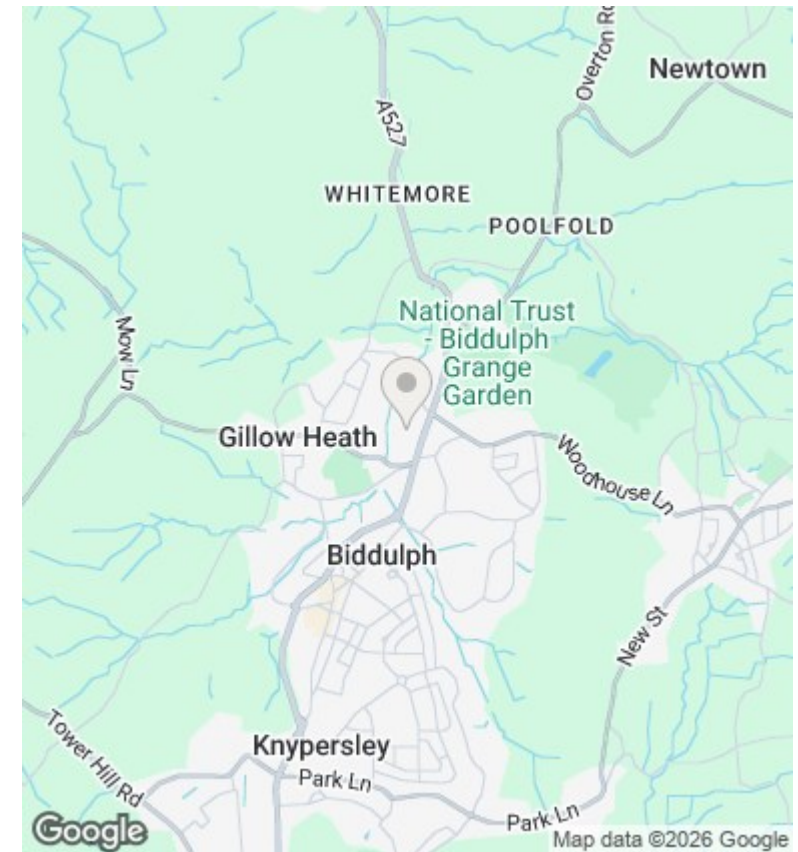 Newtown
Overton Rd
A527
WHITEMORE
POOLFOLD
National Trust
- Biddulph
Grange
Garden
Mow Ln
Gillow Heath
Woodhouse Ln
Biddulph
New St
Tower Hill Rd
Knypersley
Park Ln
Park Ln
Google
Map data ©2026 Google